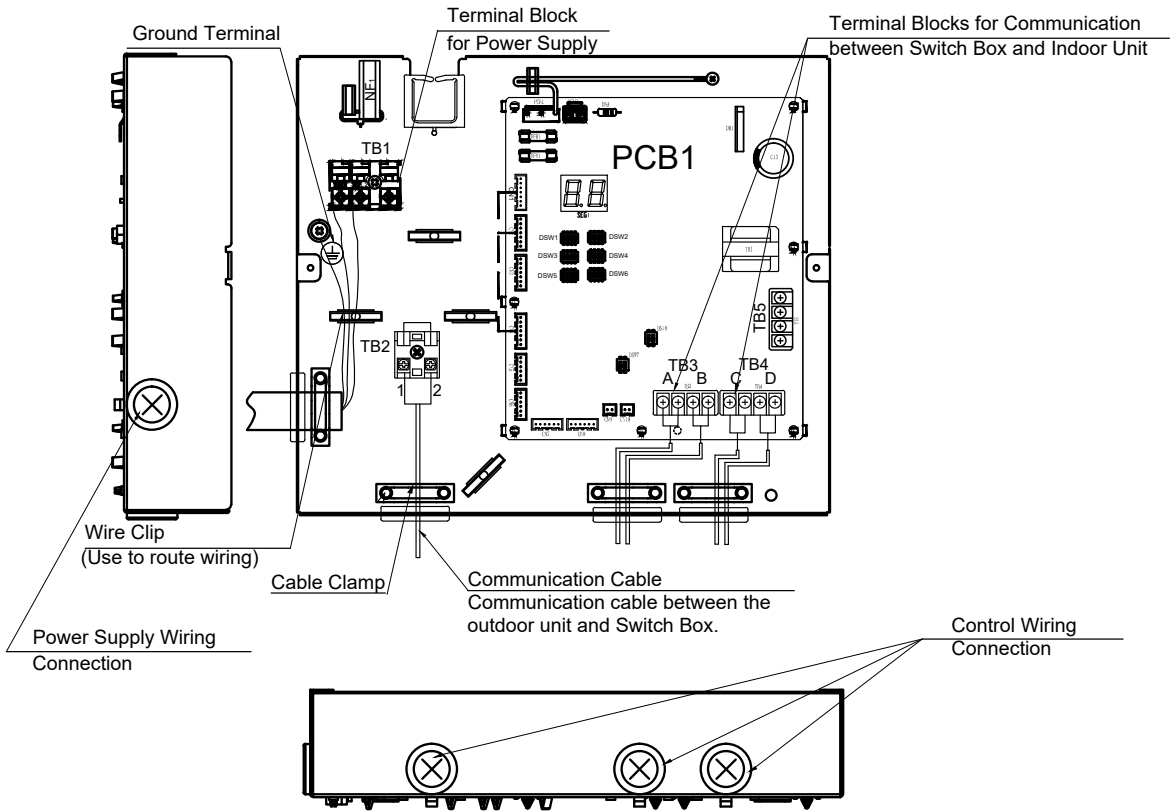 Ground Terminal
Terminal Block
for Power Supply
Terminal Blocks for Communication
between Switch Box and Indoor Unit
NF1
TB1
PCB1
SEG1
DSW1
DSW2
DSW3
DSW4
DSW5
DSW6
TB5
TB2
1
2
TB3
TB4
A
B
C
D
Wire Clip
(Use to route wiring)
Cable Clamp
Communication Cable
Communication cable between the
outdoor unit and Switch Box.
Power Supply Wiring
Connection
Control Wiring
Connection